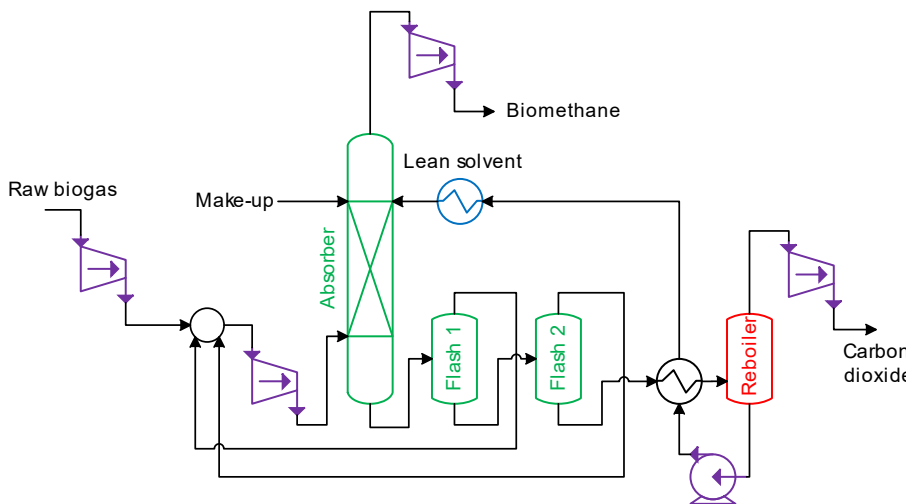 Biomethane
Lean solvent
Raw biogas
Make-up
Absorber
Flash 1
Flash 2
Reboiler
Carbon
dioxide